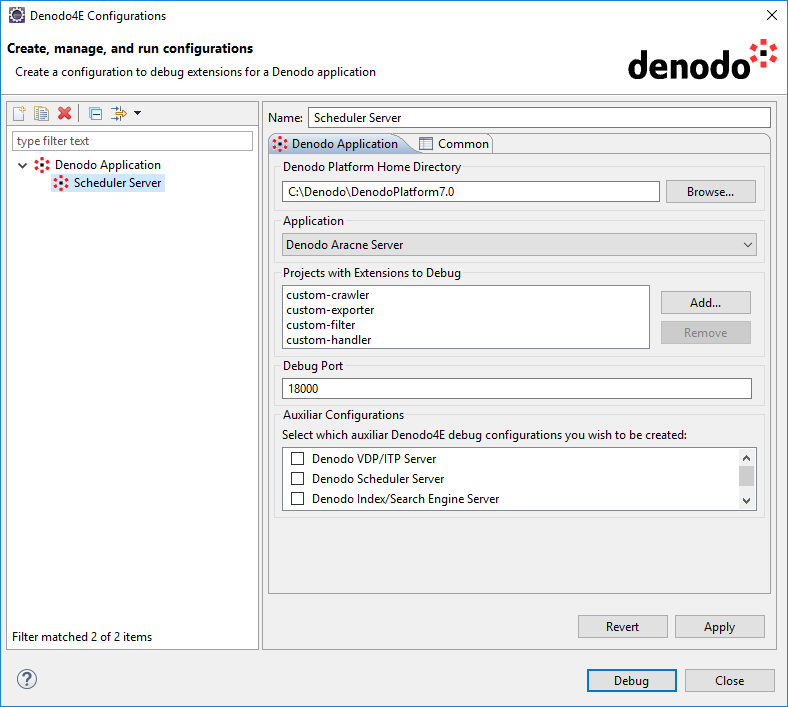 Denodo4E Configurations
Create, manage, and run configurations
Create a configuration to debug extensions for a Denodo application
denodo
type filter text
Denodo Application
Scheduler Server
Filter matched 2 of 2 items
Name: Scheduler Server
Denodo Application Common
Denodo Platform Home Directory
C:\Denodo\DenodoPlatform7.0 Browse...
Application
Denodo Aracne Server
Projects with Extensions to Debug
custom-crawler
custom-exporter
custom-filter
custom-handler
Add...
Remove
Debug Port
18000
Auxiliar Configurations
Select which auxiliar Denodo4E debug configurations you wish to be created:
Denodo VDP/ITP Server
Denodo Scheduler Server
Denodo Index/Search Engine Server
Revert Apply
? Debug Close